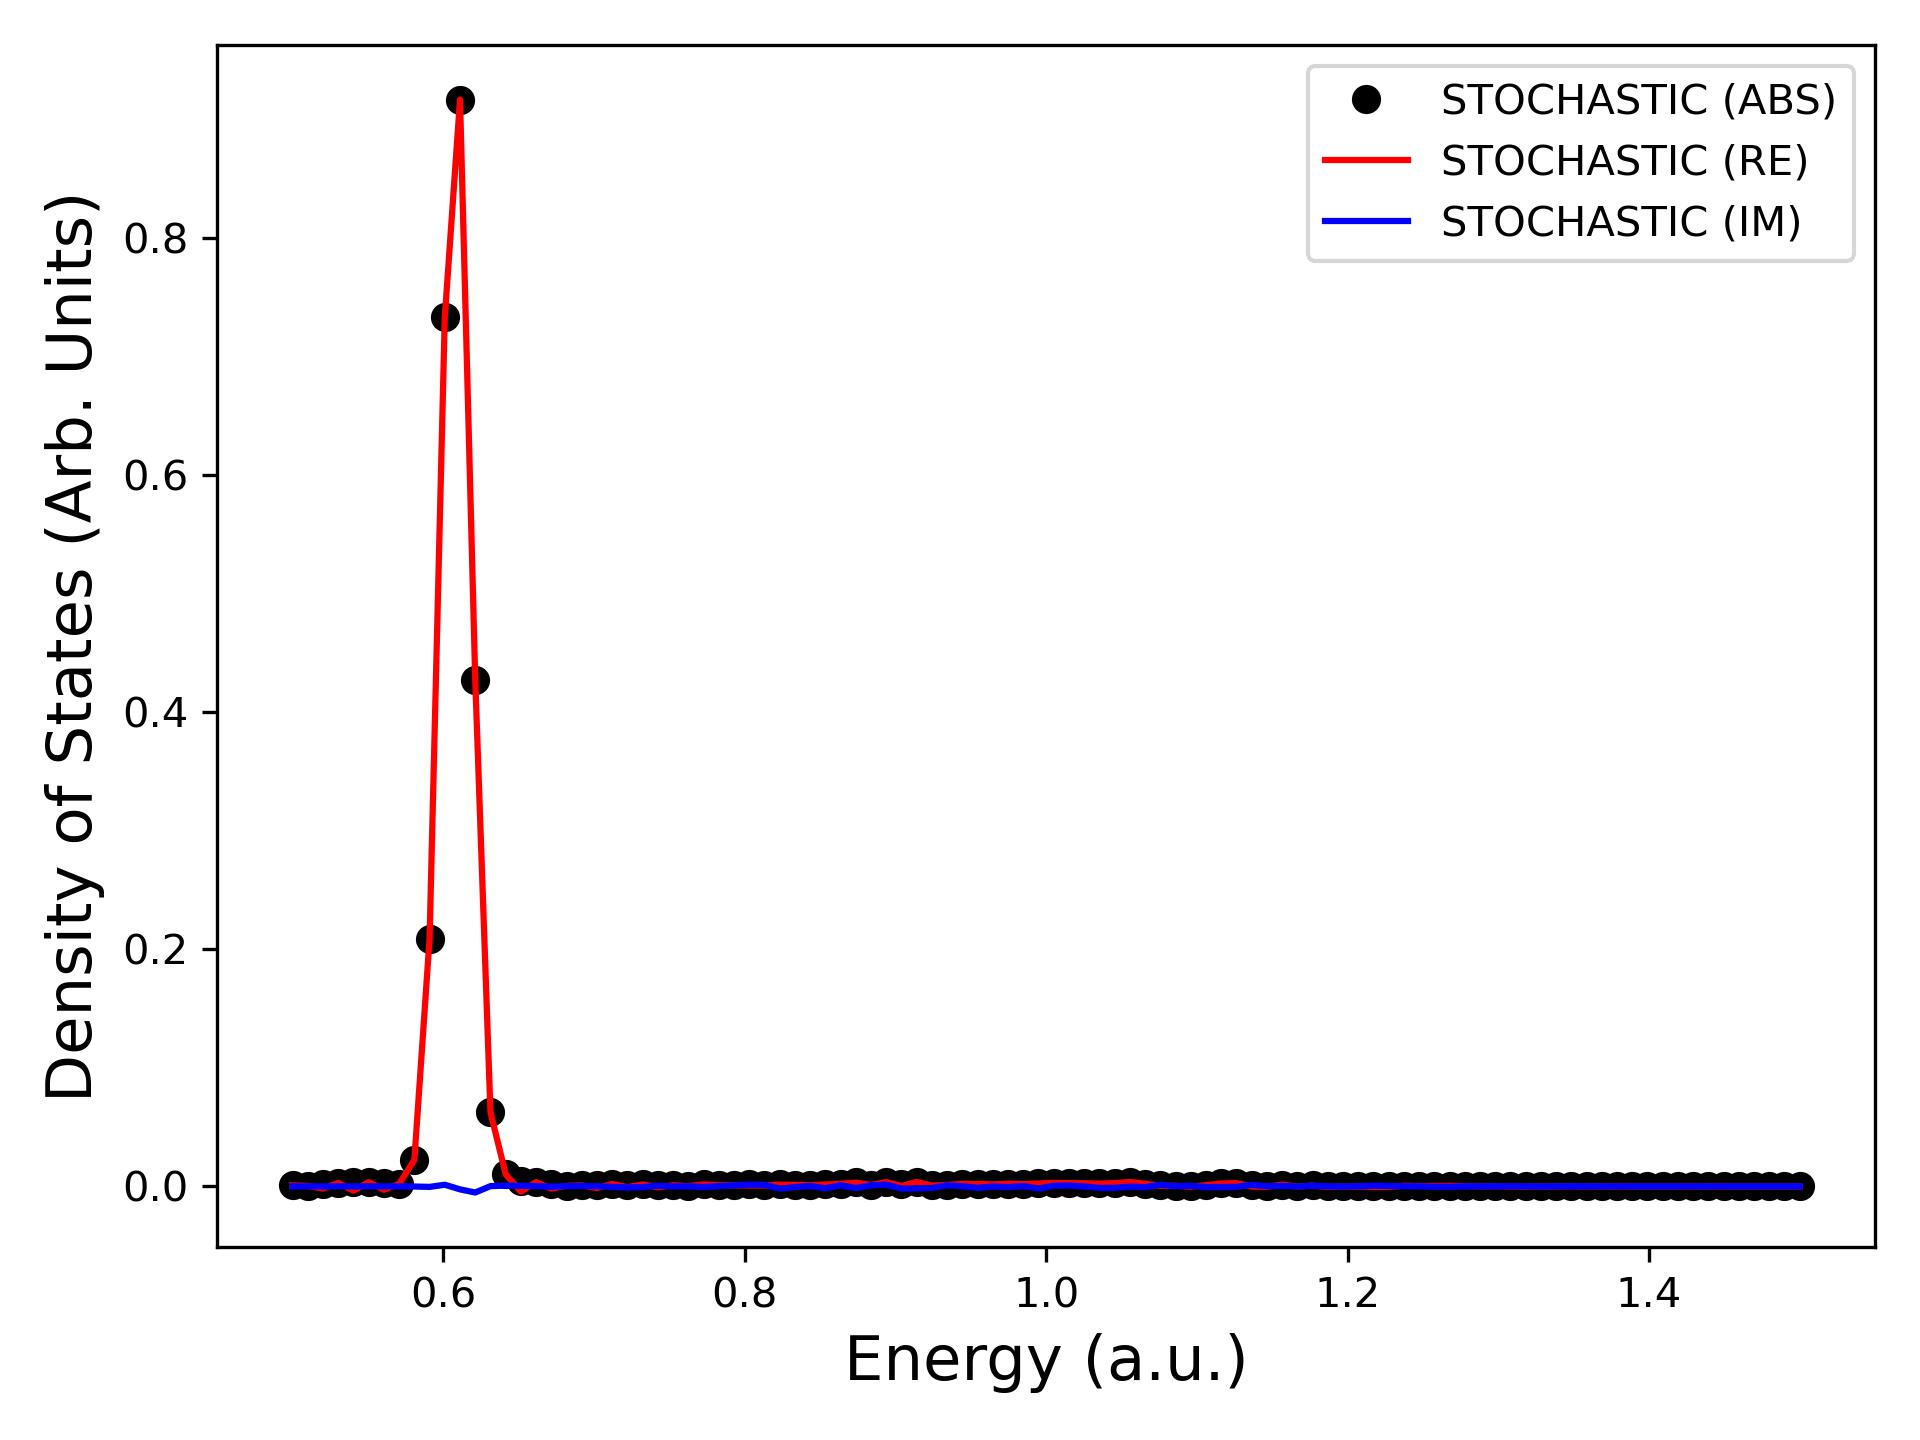 STOCHASTIC (ABS)
STOCHASTIC (RE)
STOCHASTIC (IM)
Density of States (Arb. Units)
0.8
0.6
0.4
0.2
0.0
0.6 0.8 1.0 1.2 1.4
Energy (a.u.)